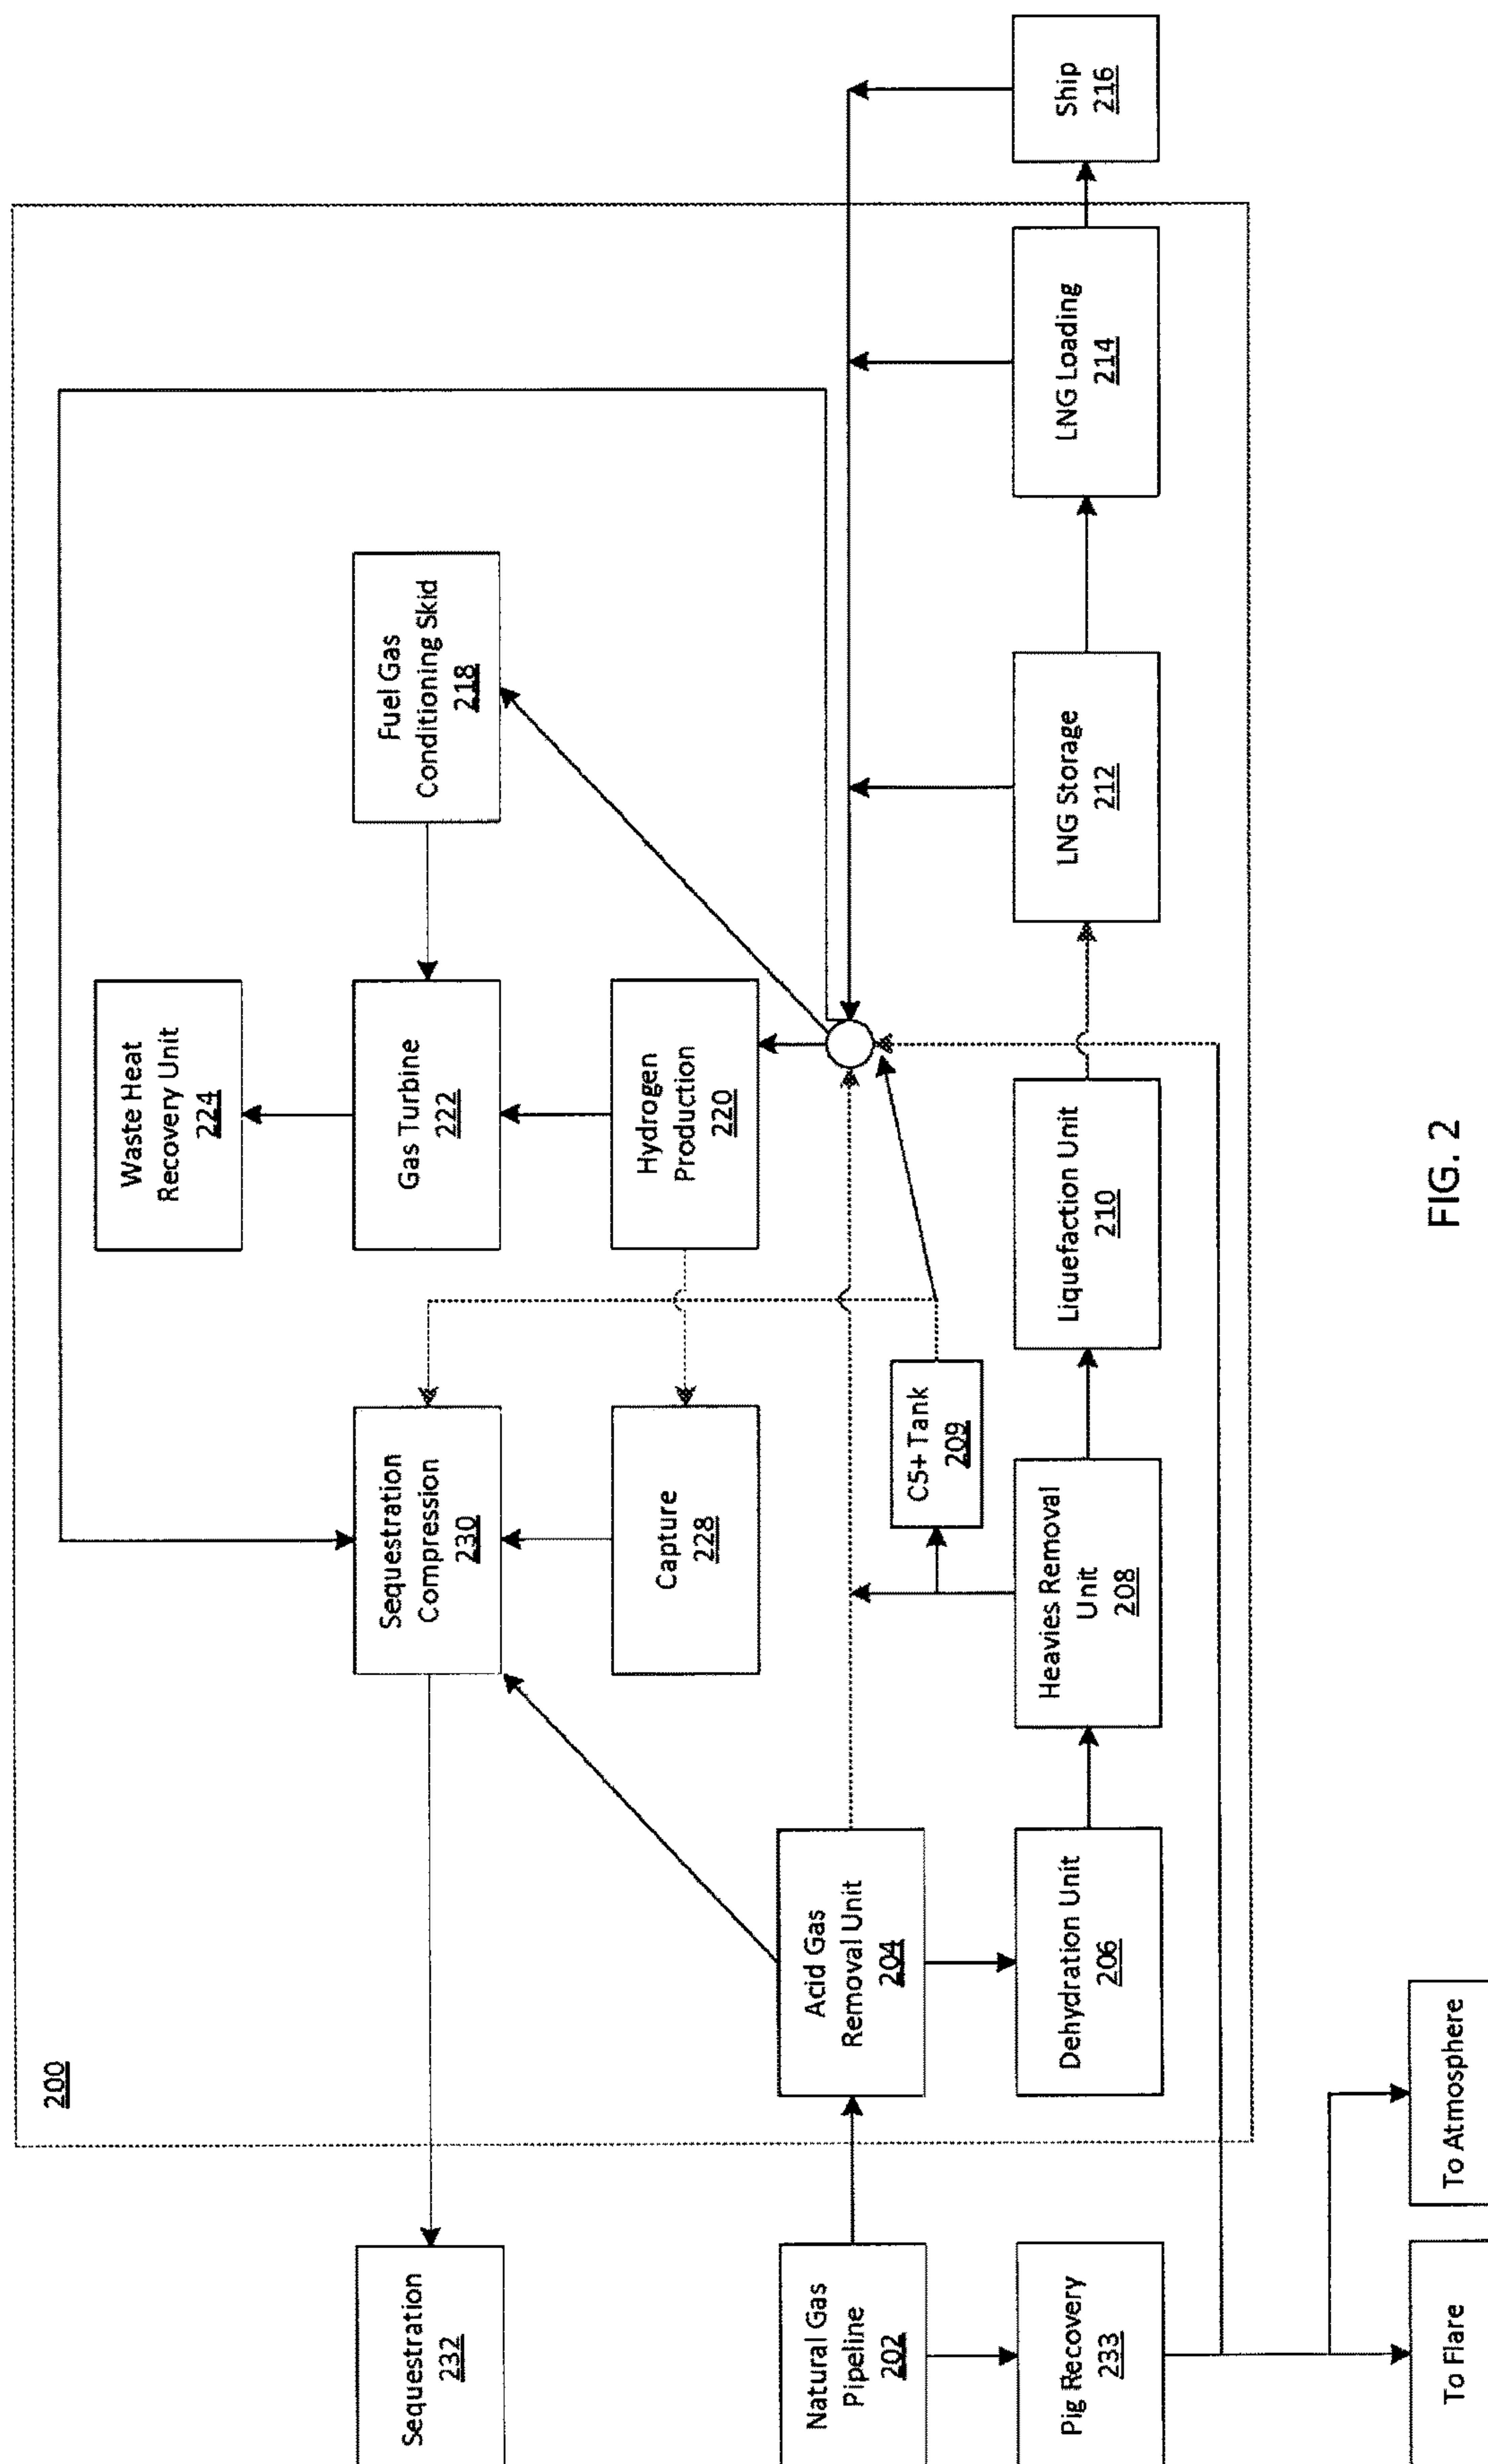 200
Waste Heat
Recovery Unit
224
Sequestration
232
Sequestration
Compression
230
Gas Turbine
222
Fuel Gas
Conditioning Skid
218
Capture
228
Hydrogen
Production
220
Natural Gas
Pipeline
202
Acid Gas
Removal Unit
204
C5+ Tank
209
Pig Recovery
233
Dehydration Unit
206
Heavies Removal
Unit
208
Liquefaction Unit
210
LNG Storage
212
LNG Loading
214
Ship
216
To Flare
To Atmosphere
FIG. 2